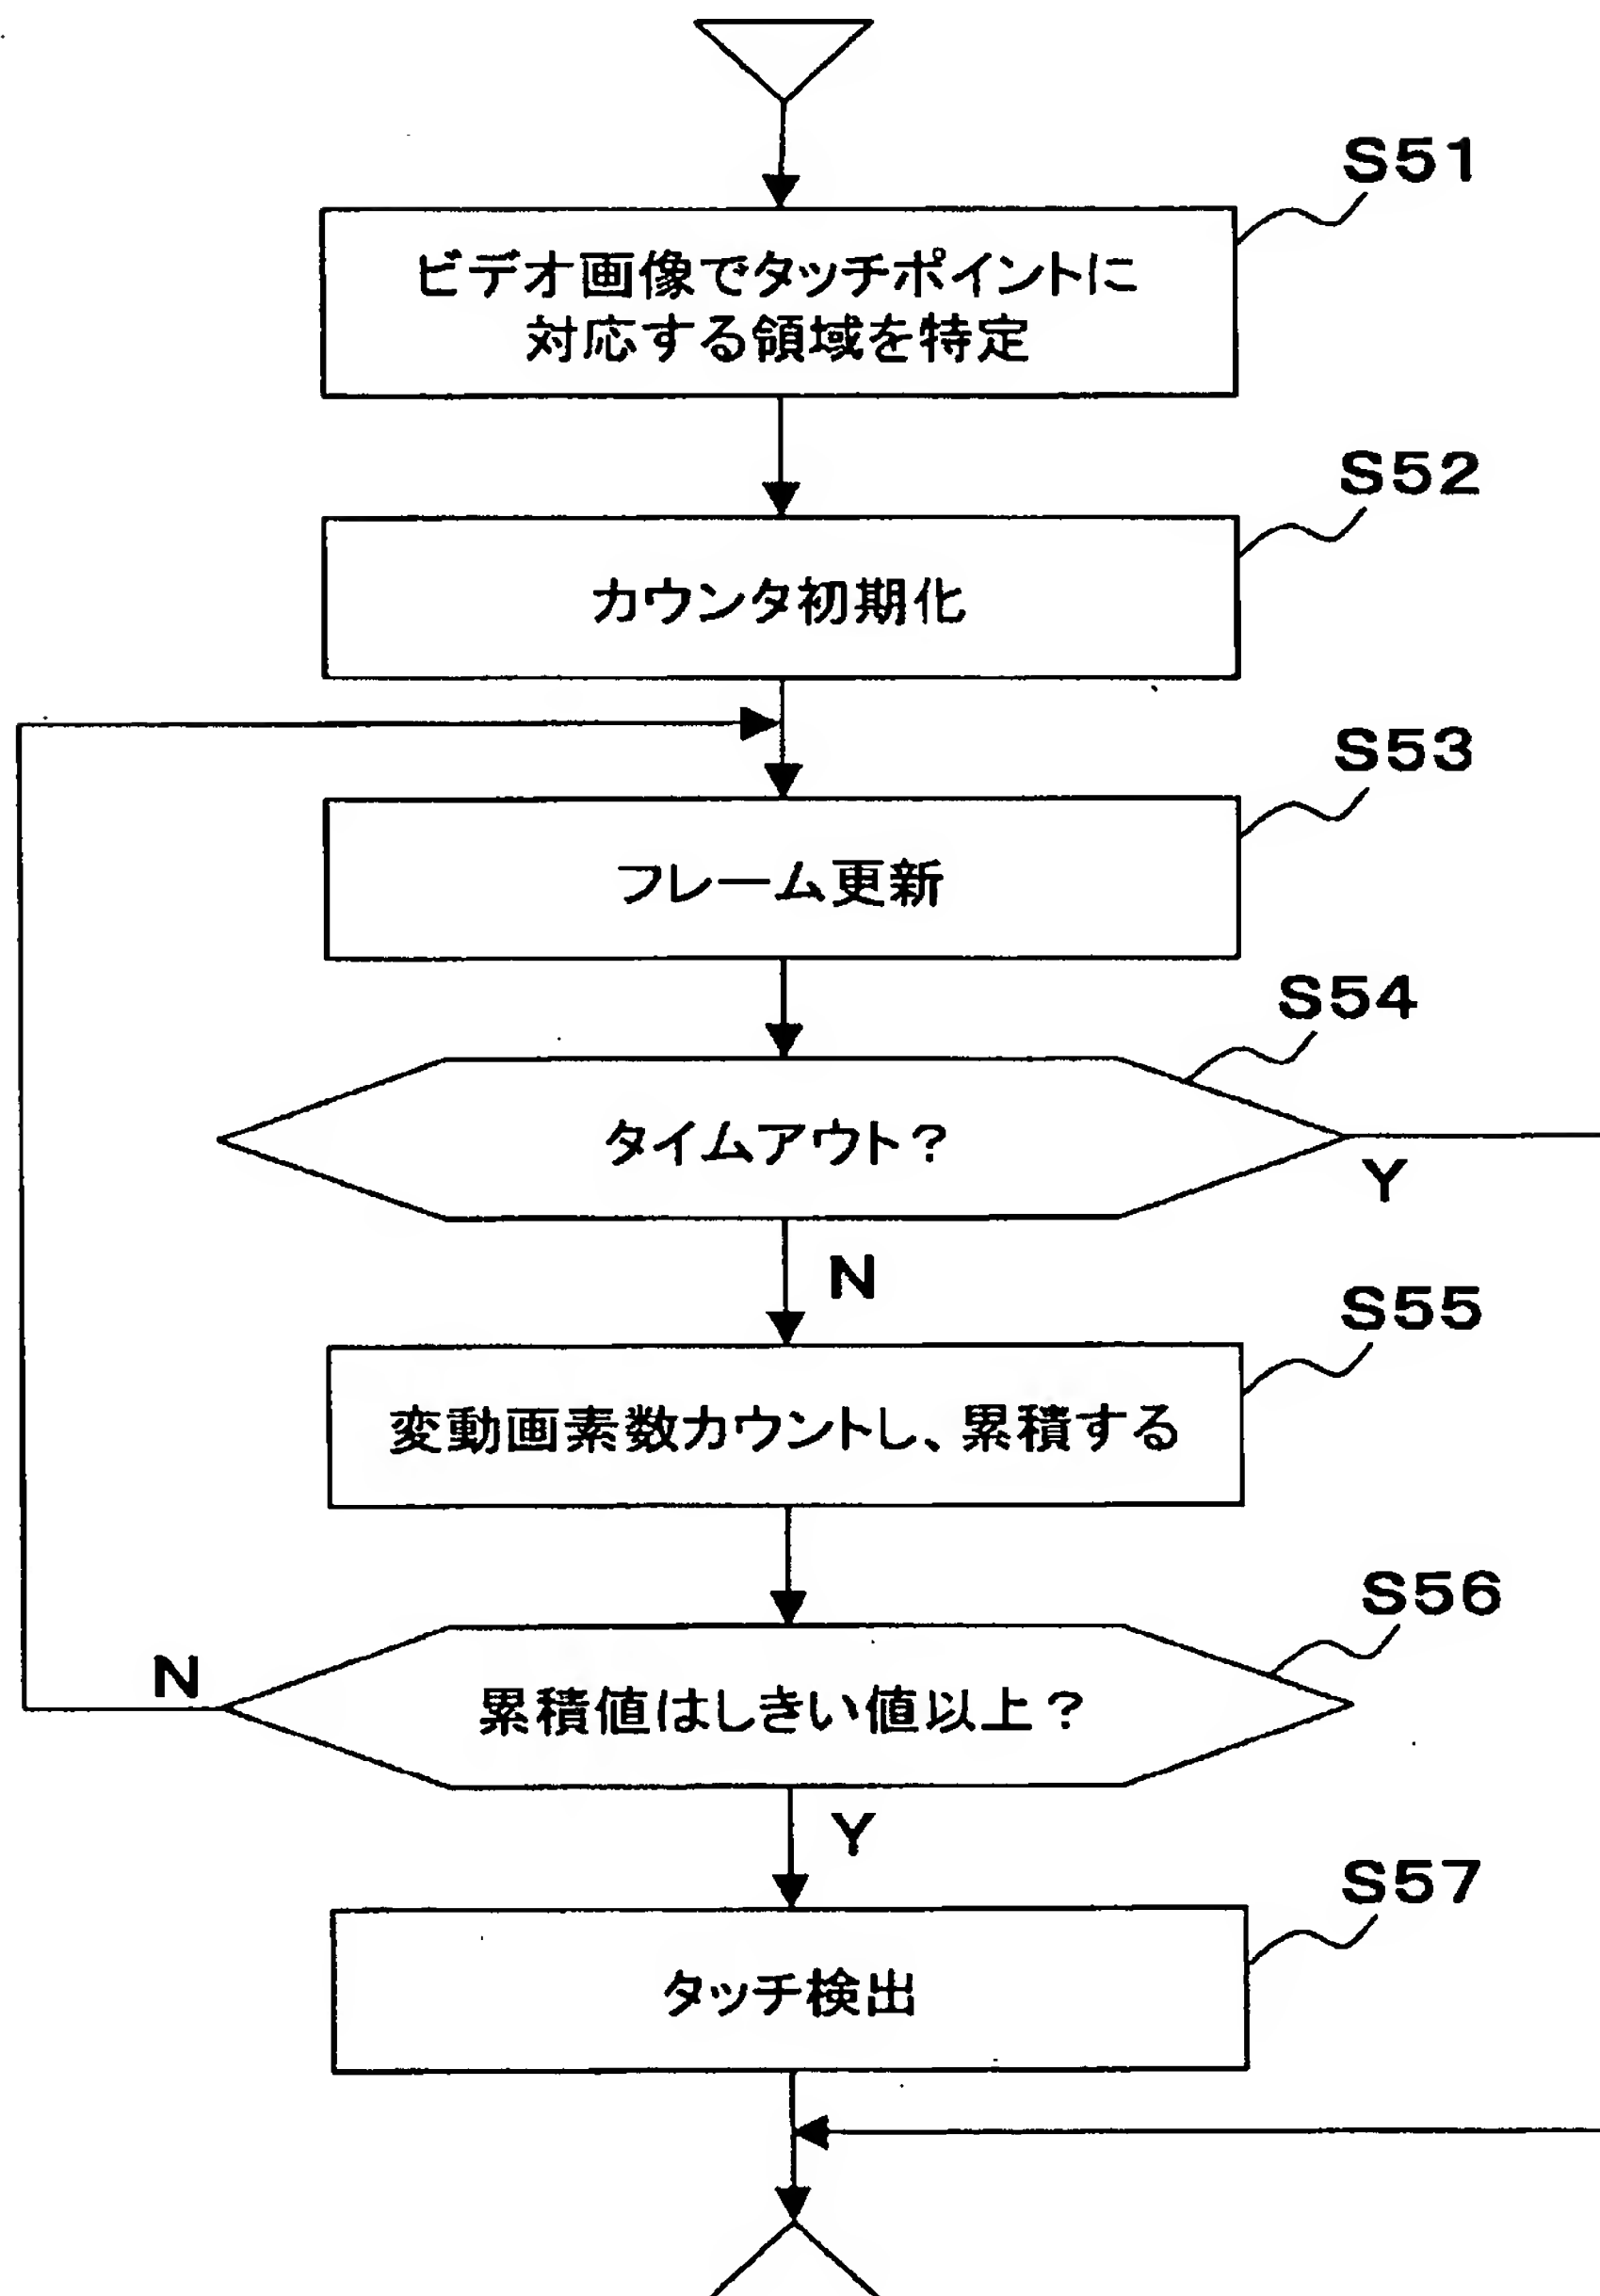 S51
ビデオ画像でタッチポイントに
対応する領域を特定
S52
カウンタ初期化
S53
フレーム更新
S54
タイムアウト？
Y
N
S55
変動画素数カウントし、累積する
S56
N
累積値はしきい値以上？
Y
S57
タッチ検出